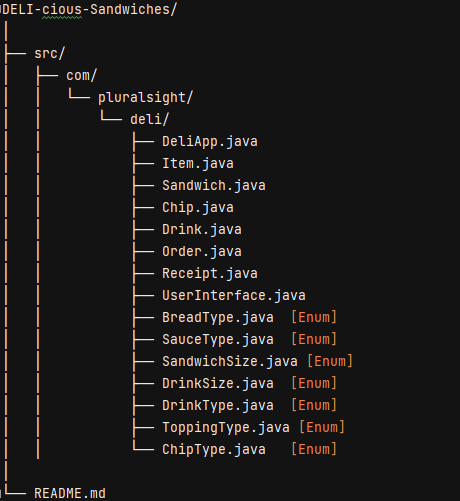 DELI-cious-Sandwiches/
│
├── src/
│   ├── com/
│   │   └── pluralsight/
│   │       └── deli/
│   │           ├── DeliApp.java
│   │           ├── Item.java
│   │           ├── Sandwich.java
│   │           ├── Chip.java
│   │           ├── Drink.java
│   │           ├── Order.java
│   │           ├── Receipt.java
│   │           ├── UserInterface.java
│   │           ├── BreadType.java  [Enum]
│   │           ├── SauceType.java  [Enum]
│   │           ├── SandwichSize.java [Enum]
│   │           ├── DrinkSize.java  [Enum]
│   │           ├── DrinkType.java  [Enum]
│   │           ├── ToppingType.java [Enum]
│   │           └── ChipType.java   [Enum]
│
└── README.md